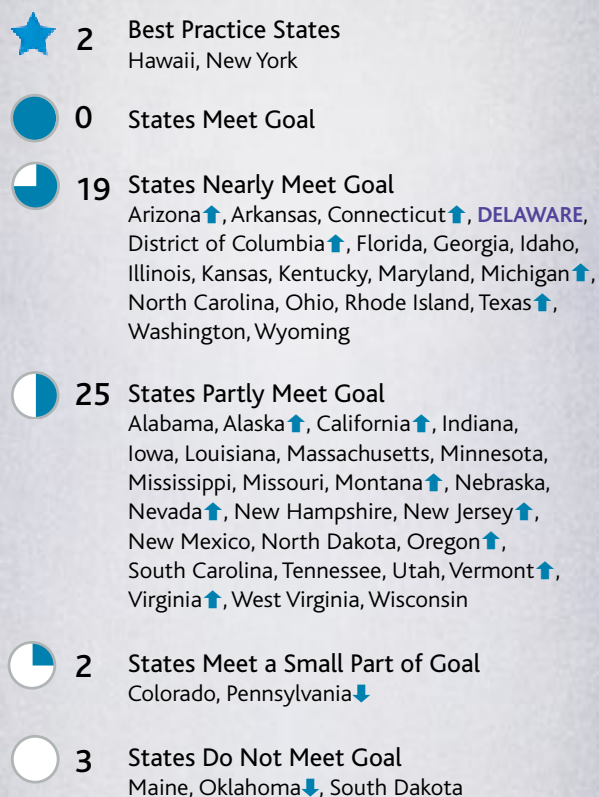 2 Best Practice States
Hawaii, New York
0 States Meet Goal
19 States Nearly Meet Goal
Arizona⬆, Arkansas, Connecticut⬆, DELAWARE,
District of Columbia⬆, Florida, Georgia, Idaho,
Illinois, Kansas, Kentucky, Maryland, Michigan⬆,
North Carolina, Ohio, Rhode Island, Texas⬆,
Washington, Wyoming
25 States Partly Meet Goal
Alabama, Alaska⬆, California⬆, Indiana,
Iowa, Louisiana, Massachusetts, Minnesota,
Mississippi, Missouri, Montana⬆, Nebraska,
Nevada⬆, New Hampshire, New Jersey⬆,
New Mexico, North Dakota, Oregon⬆,
South Carolina, Tennessee, Utah, Vermont⬆,
Virginia⬆, West Virginia, Wisconsin
2 States Meet a Small Part of Goal
Colorado, Pennsylvania⬇
3 States Do Not Meet Goal
Maine, Oklahoma⬇, South Dakota